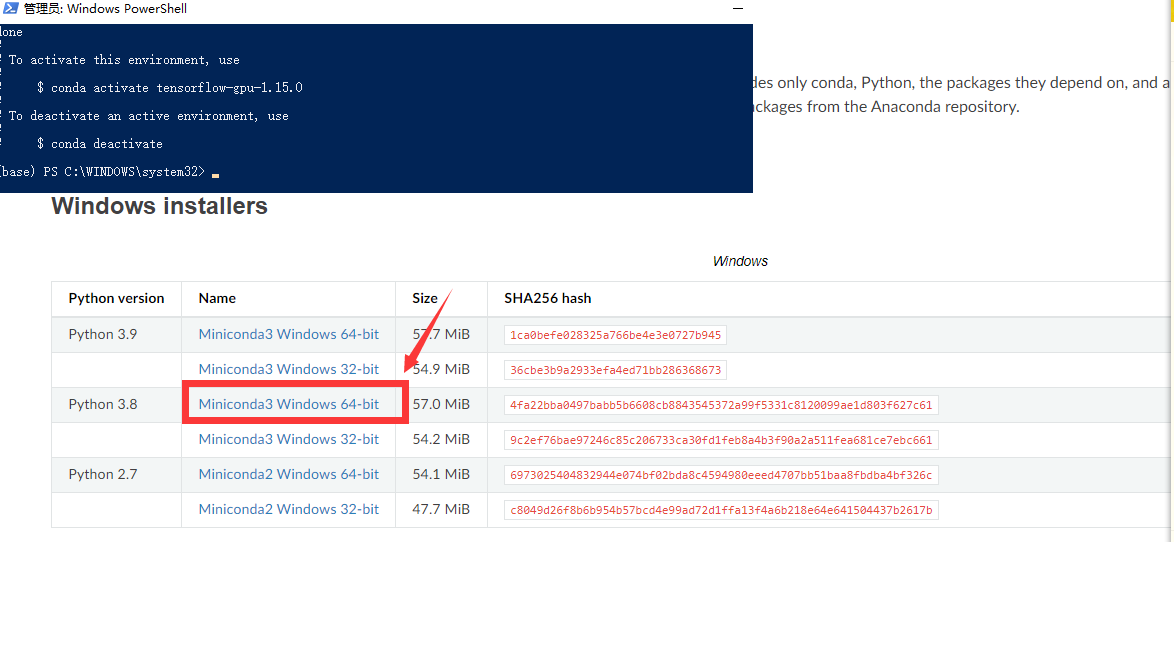 管理员: Windows PowerShell
To activate this environment, use
$ conda activate tensorflow-gpu-1.15.0
To deactivate an active environment, use
$ conda deactivate
(base) PS C:\WINDOWS\system32>
only conda, Python, the packages they depend on, and a
from the Anaconda repository.
Windows installers
Windows
Python version Name Size SHA256 hash
Python 3.9 Miniconda3 Windows 64-bit 57.7 MiB 1ca0befe028325a766be4e3e0727b945
Miniconda3 Windows 32-bit 54.9 MiB 36cbe3b9a2933efa4ed71bb286368673
Python 3.8 Miniconda3 Windows 64-bit 57.0 MiB 4fa22bba0497babb5b6608cb8843545372a99f5331c8120099ae1d803f627c61
Miniconda3 Windows 32-bit 54.2 MiB 9c2ef76bae97246c85c206733ca30fd1feb8a4b3f90a2a511fea681ce7ebc661
Python 2.7 Miniconda2 Windows 64-bit 54.1 MiB 6973025404832944e074bf02bda8c4594980eeed4707bb51baa8fbdba4bf326c
Miniconda2 Windows 32-bit 47.7 MiB c8049d26f8b6b954b57bcd4e99ad72d1ffa13f4a6b218e64e641504437b2617b